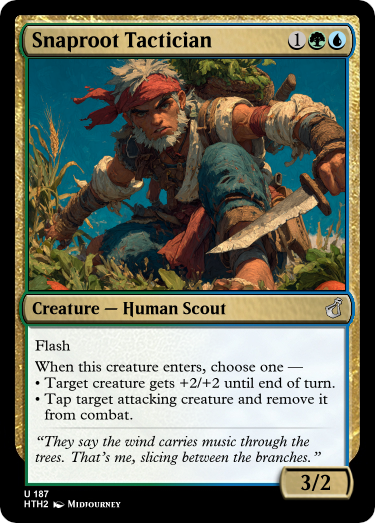 Snaproot Tactician 1
Creature — Human Scout
Flash
When this creature enters, choose one —
• Target creature gets +2/+2 until end of turn.
• Tap target attacking creature and remove it
from combat.
“They say the wind carries music through the
trees. That’s me, slicing between the branches.”
3/2
U 187
HTH2 Midjourney